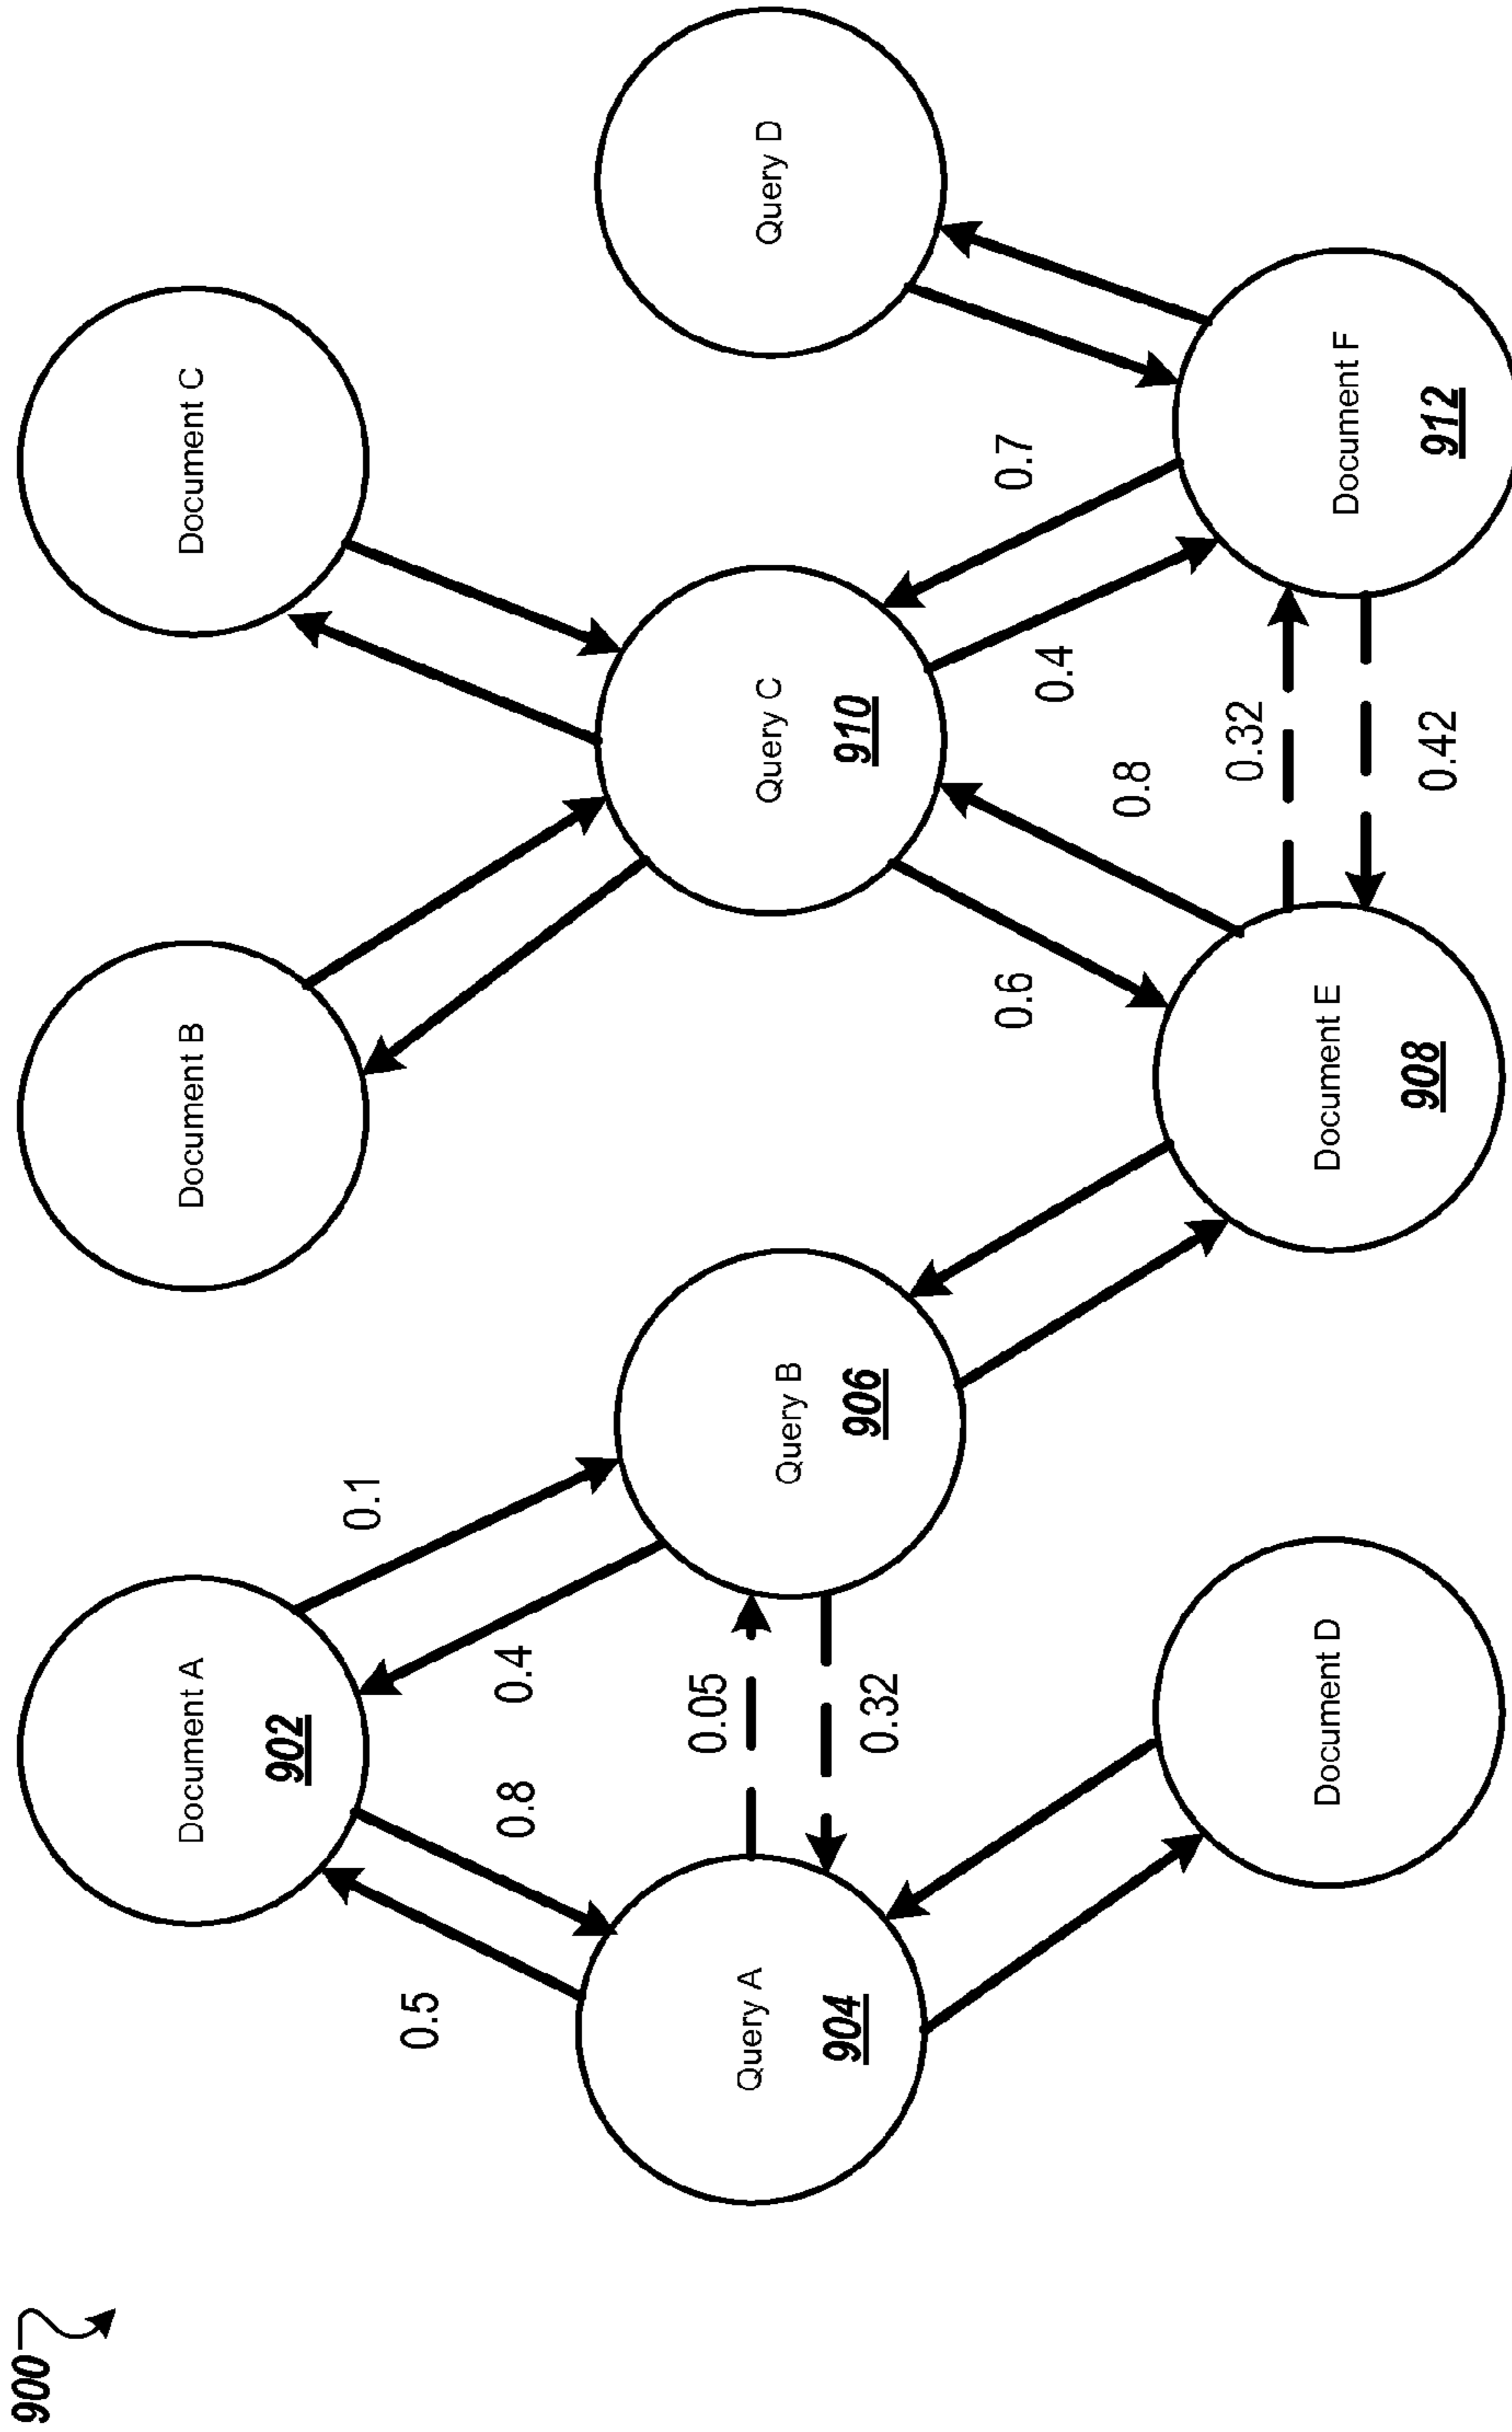 900
Document A
902
Document B
Document C
0.5
0.8
0.4
0.1
Query A
904
0.05
0.32
Query B
906
Query C
910
Query D
0.6
0.8
0.4
0.7
Document D
Document E
908
0.32
0.42
Document F
912